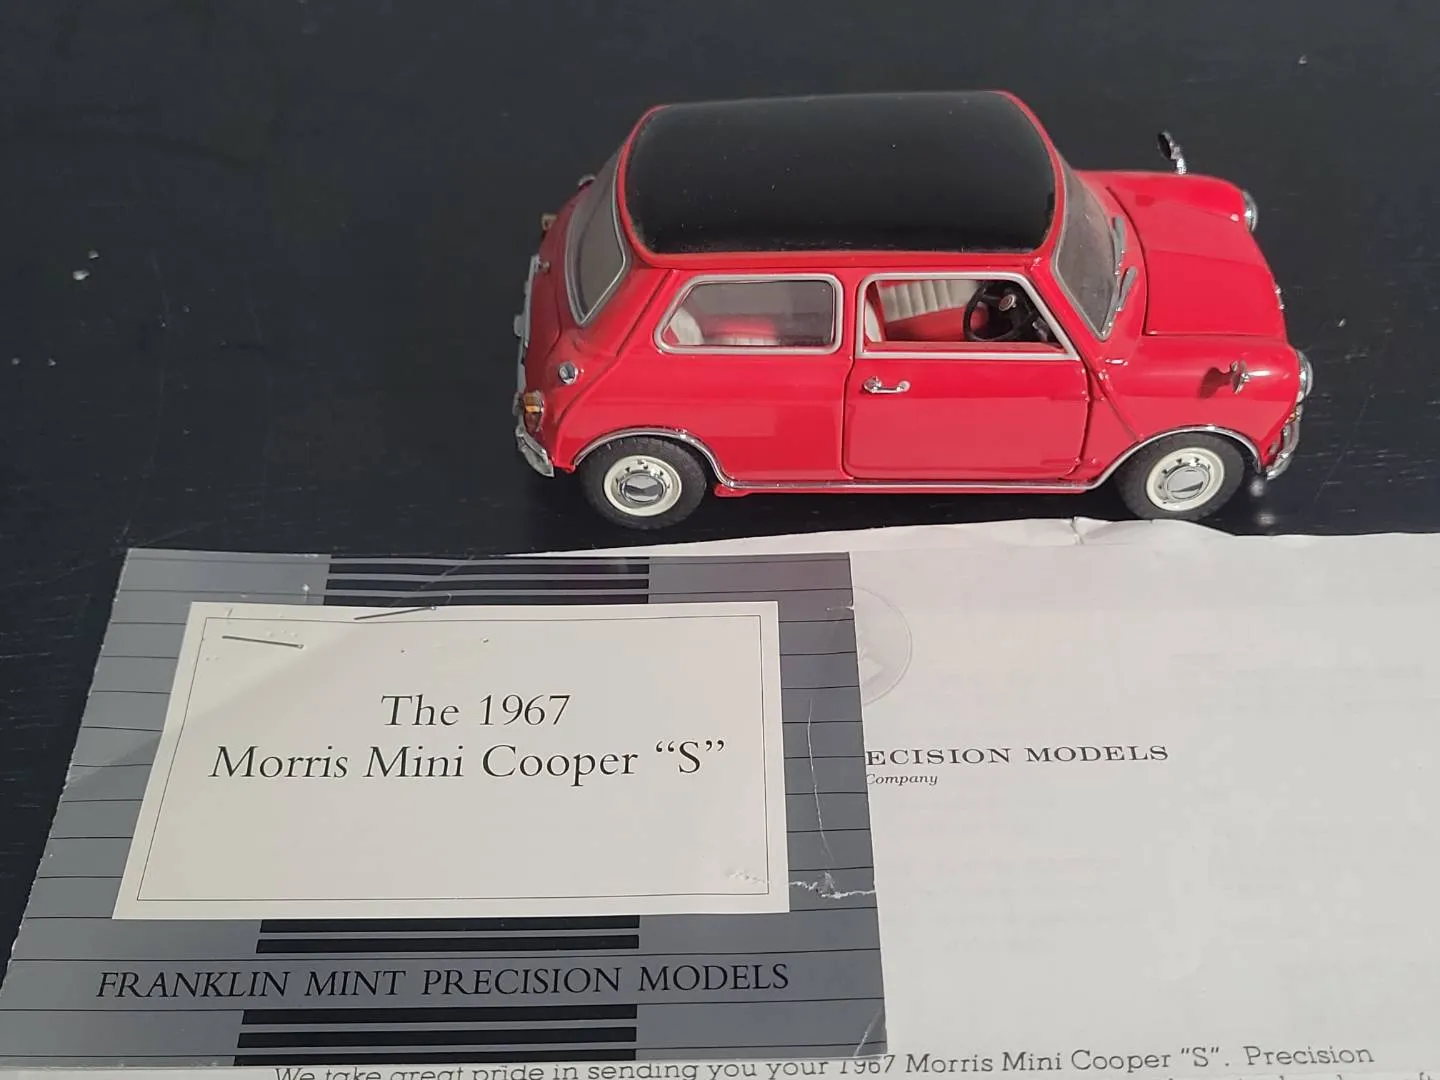 The 1967
Morris Mini Cooper “S”
FRANKLIN MINT PRECISION MODELS
ECISION MODELS
Company
We take great pride in sending you your 1967 Morris Mini Cooper "S". Precision